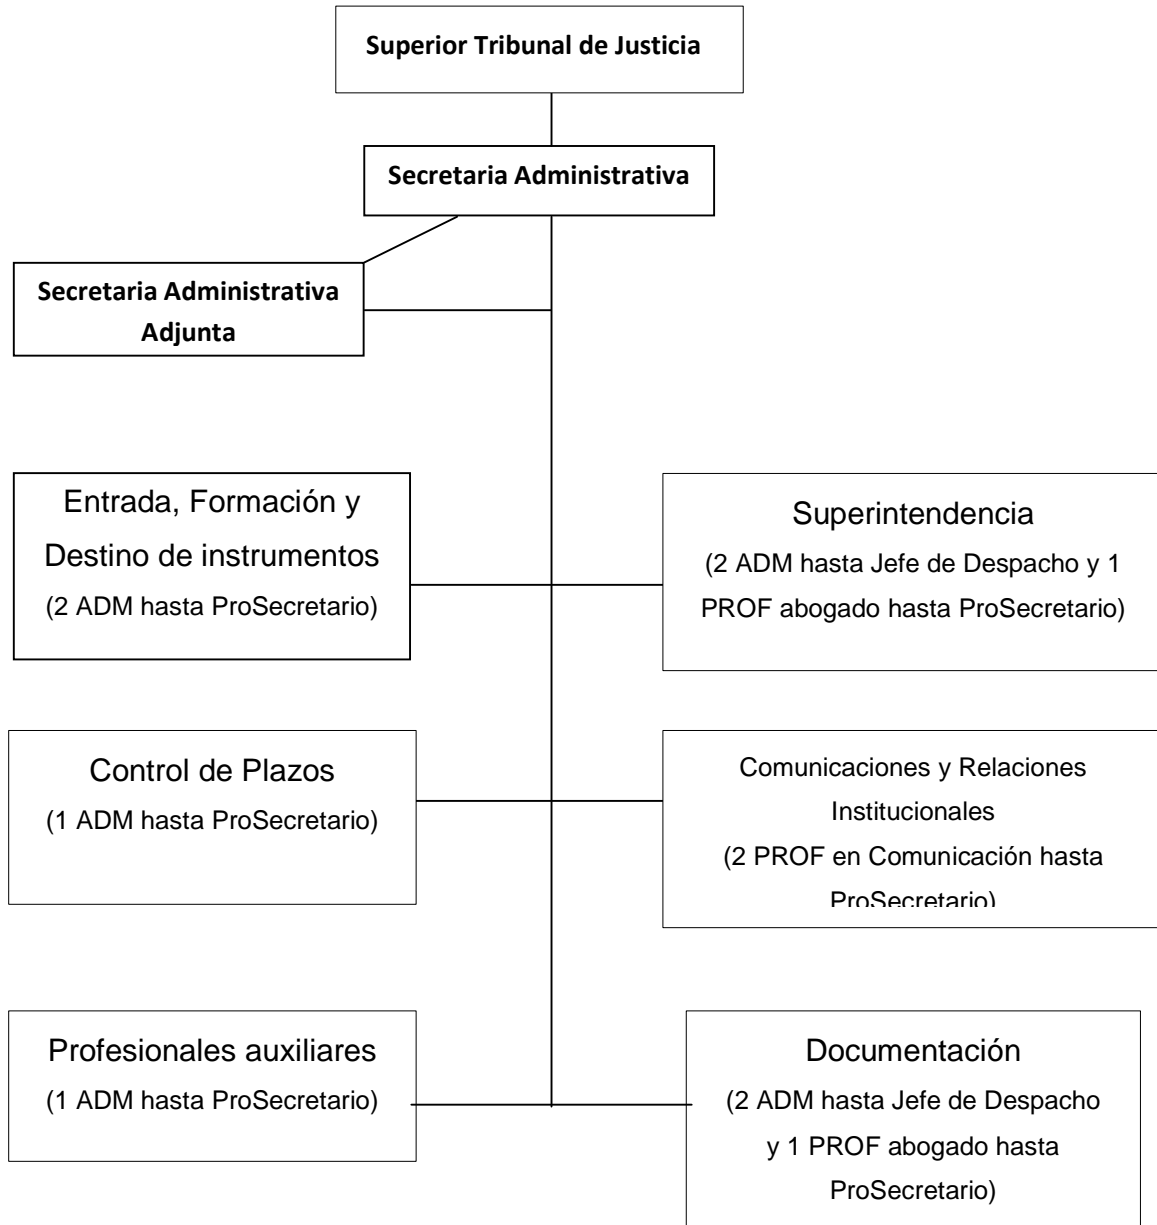 Superior Tribunal de Justicia
Secretaria Administrativa
Secretaria Administrativa
Adjunta
Entrada, Formación y
Destino de instrumentos
(2 ADM hasta ProSecretario)
Superintendencia
(2 ADM hasta Jefe de Despacho y 1
PROF abogado hasta ProSecretario)
Control de Plazos
(1 ADM hasta ProSecretario)
Comunicaciones y Relaciones
Institucionales
(2 PROF en Comunicación hasta
ProSecretario)
Profesionales auxiliares
(1 ADM hasta ProSecretario)
Documentación
(2 ADM hasta Jefe de Despacho
y 1 PROF abogado hasta
ProSecretario)